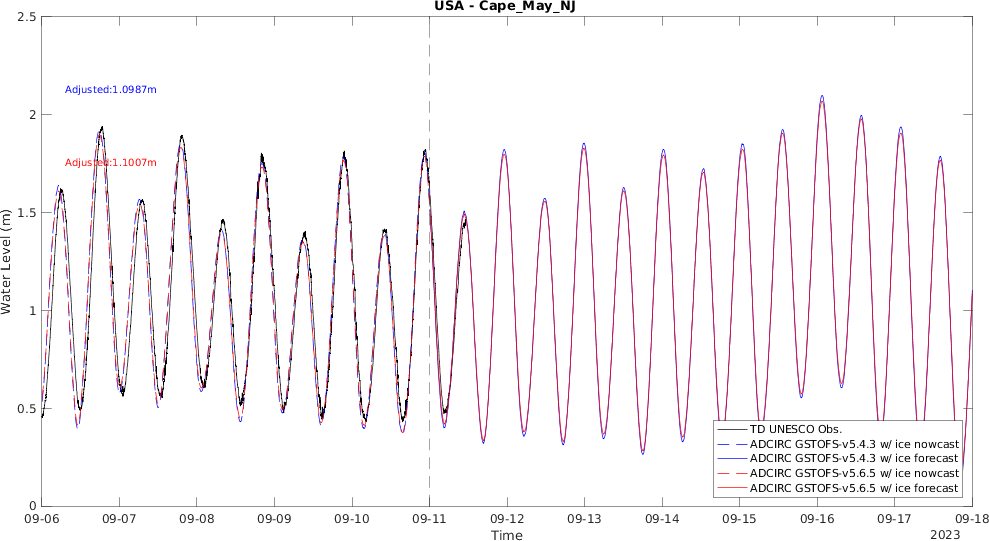 USA - Cape_May_NJ
2.5
2
1.5
1
0.5
0
Water Level (m)
Adjusted:1.0987m
Adjusted:1.1007m
TD UNESCO Obs.
ADCIRC GSTOFS-v5.4.3 w/ ice nowcast
ADCIRC GSTOFS-v5.4.3 w/ ice forecast
ADCIRC GSTOFS-v5.6.5 w/ ice nowcast
ADCIRC GSTOFS-v5.6.5 w/ ice forecast
09-06 09-07 09-08 09-09 09-10 09-11 09-12 09-13 09-14 09-15 09-16 09-17 09-18
Time
2023